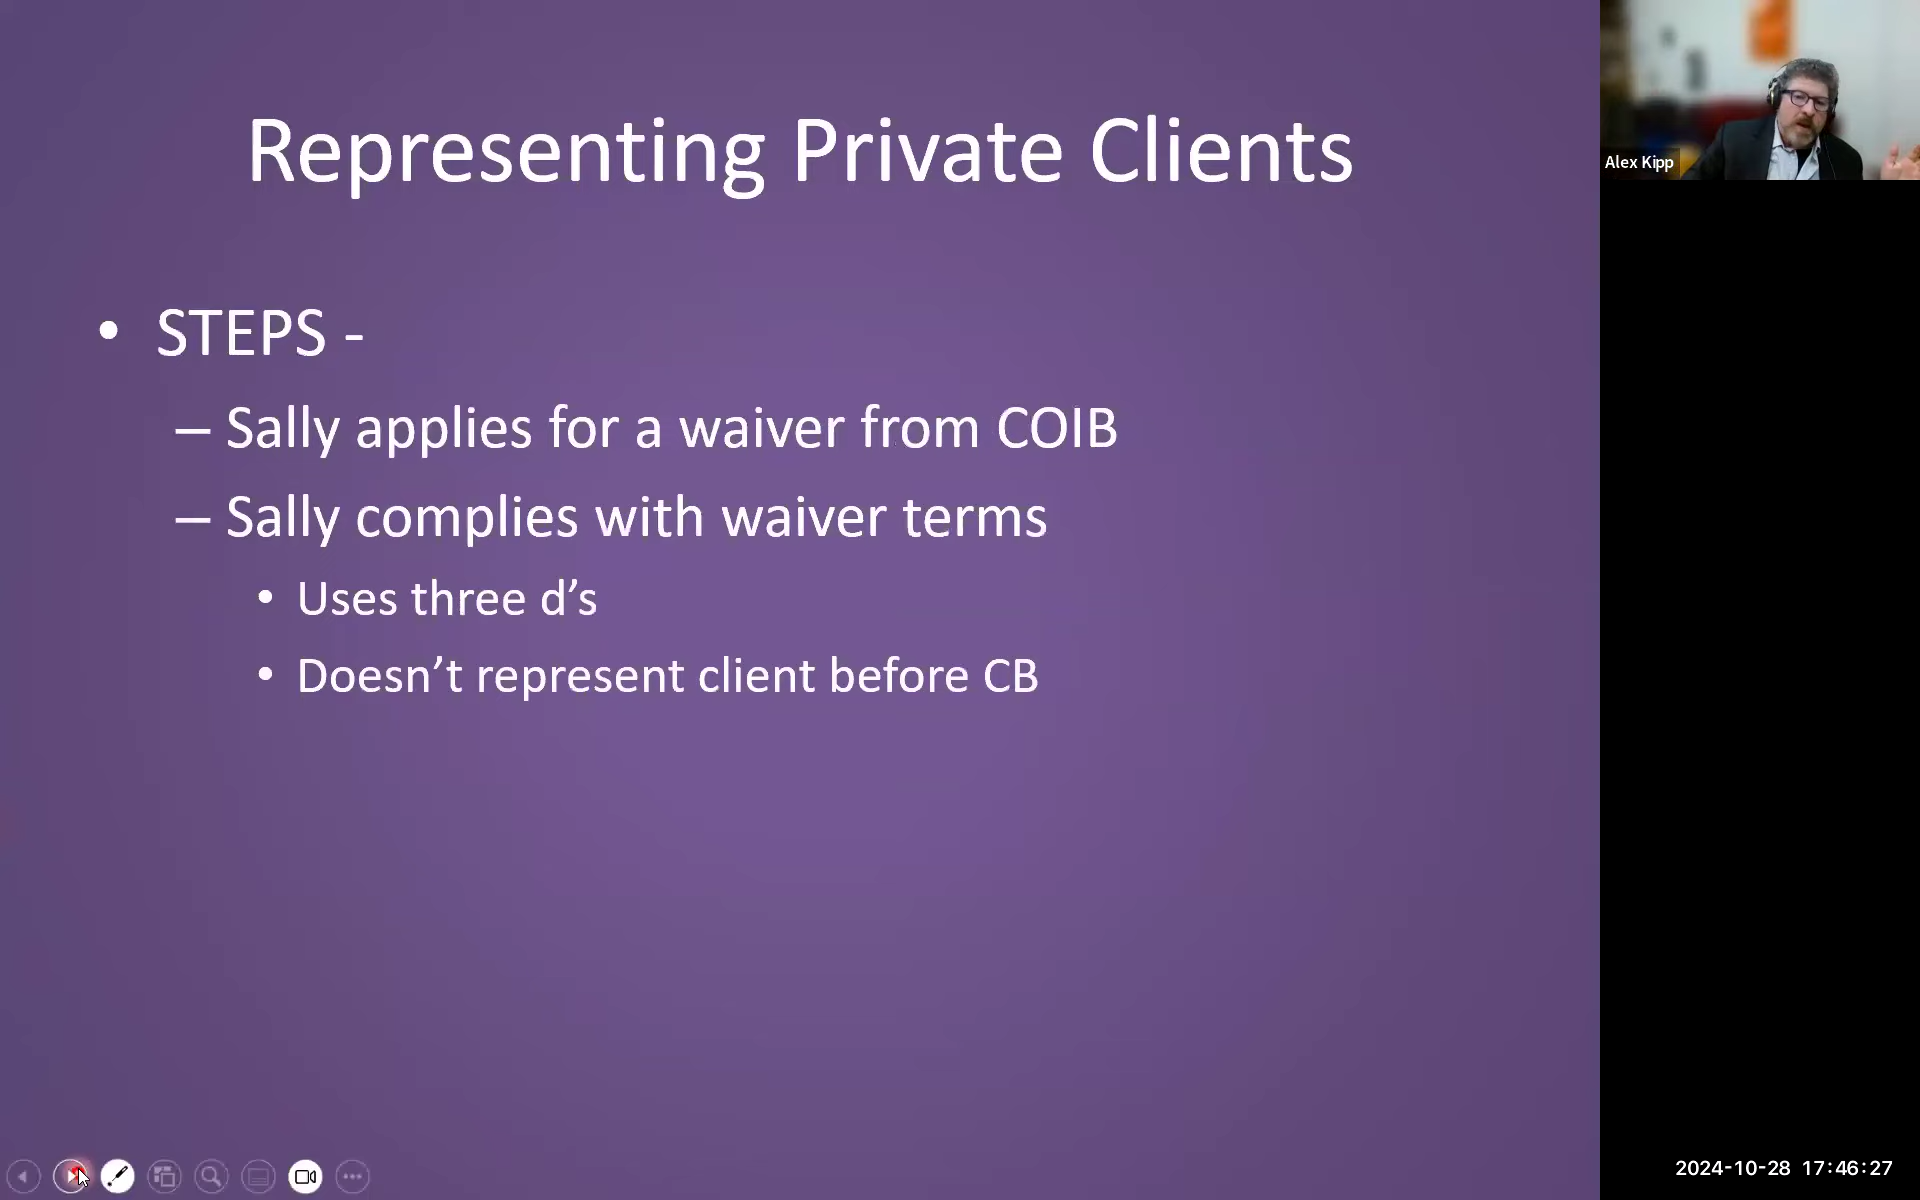 Representing Private Clients
• STEPS -
– Sally applies for a waiver from COIB
– Sally complies with waiver terms
• Uses three d’s
• Doesn’t represent client before CB
Alex Kipp
2024-10-28 17:46:27